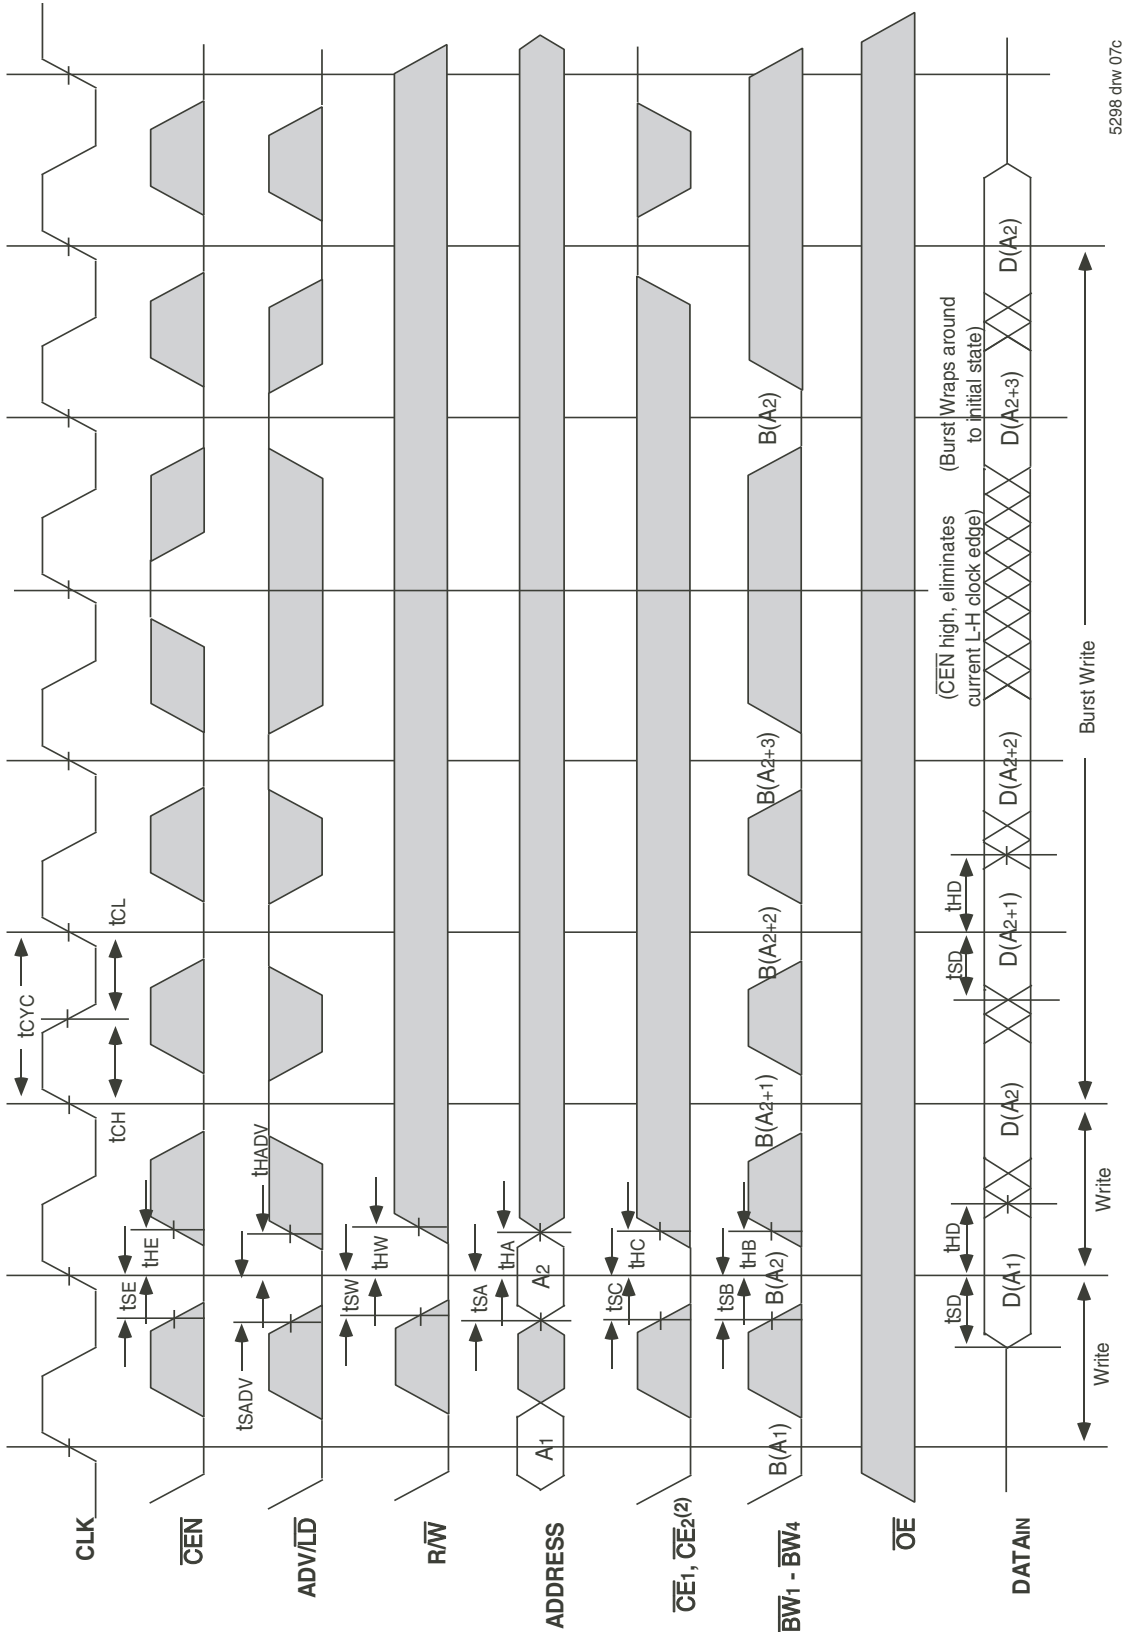 tCYC
tCH
tCL
CLK
tSE
tHE
CEN
tSADV
tHADV
ADV/LD
tSW
tHW
R/W
tSA
tHA
A1
A2
ADDRESS
tSC
tHC
CE1, CE2(2)
tSB
tHB
B(A1)
B(A2)
B(A2+1)
B(A2+2)
B(A2+3)
B(A2)
BW1 - BW4
OE
(CEN high, eliminates
current L-H clock edge)
(Burst Wraps around
to initial state)
tSD
tHD
tSD
tHD
D(A1)
D(A2)
D(A2+1)
D(A2+2)
D(A2+3)
D(A2)
DATAIN
Write
Write
Burst Write
5298 drw 07c